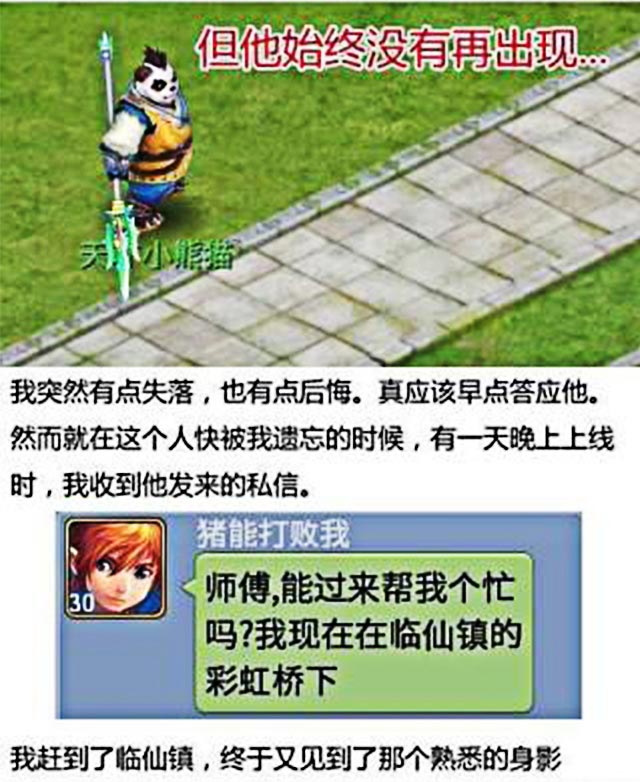 但他始终没有再出现...
小熊猫
我突然有点失落，也有点后悔。真应该早点答应他。
然而就在这个人快被我遗忘的时候，有一天晚上上线
时，我收到他发来的私信。
猪能打败我
30
师傅,能过来帮我个忙
吗?我现在在临仙镇的
彩虹桥下
我赶到了临仙镇，终于又见到了那个熟悉的身影